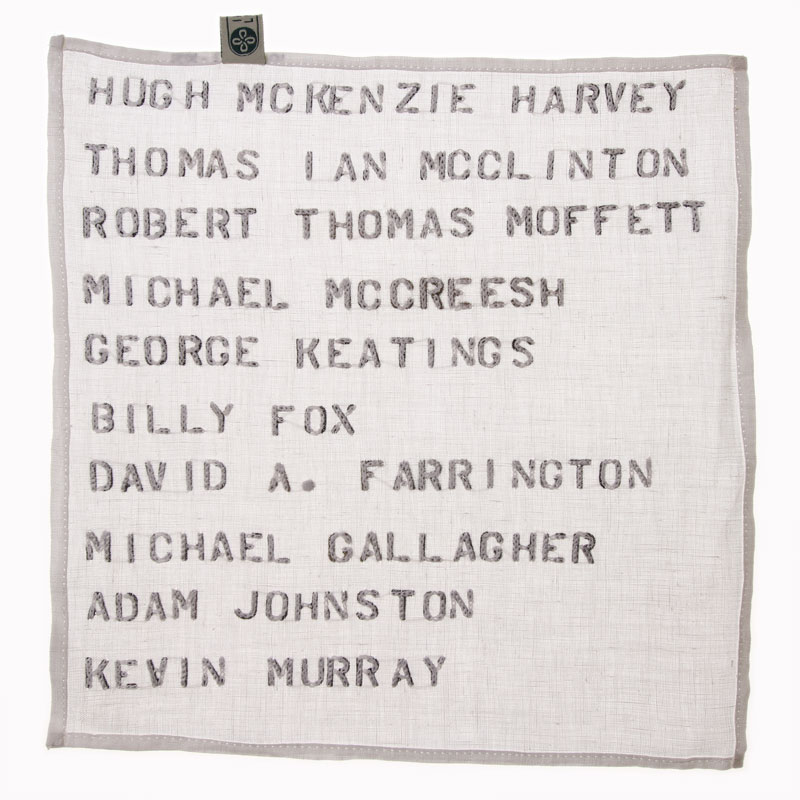 HUGH MCKENZIE HARVEY
THOMAS IAN MCCLINTON
ROBERT THOMAS MOFFETT
MICHAEL MCCREESH
GEORGE KEATINGS
BILLY FOX
DAVID A. FARRINGTON
MICHAEL GALLAGHER
ADAM JOHNSTON
KEVIN MURRAY